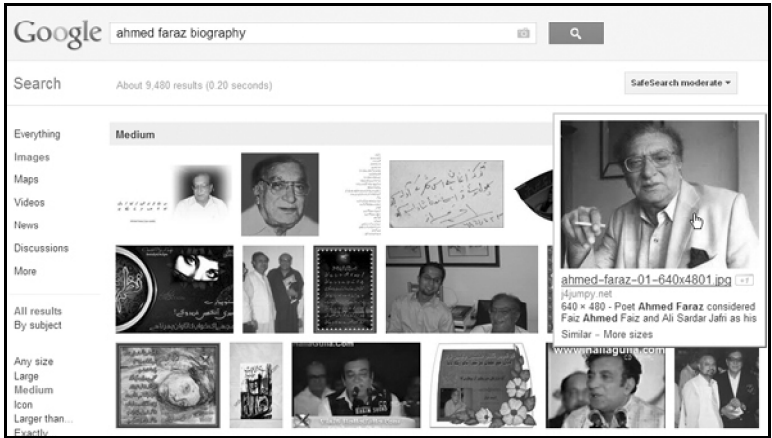 Google
ahmed faraz biography
Search
About 9,480 results (0.20 seconds)
SafeSearch moderate
Everything
Images
Maps
Videos
News
Discussions
More
All results
By subject
Any size
Large
Medium
Icon
Larger than...
Exactly
Medium
ahmed-faraz-01-640x4801.jpg
j4jumpy.net
640 × 480 - Poet Ahmed Faraz considered
Faiz Ahmed Faiz and Ali Sardar Jafri as his
Similar - More sizes